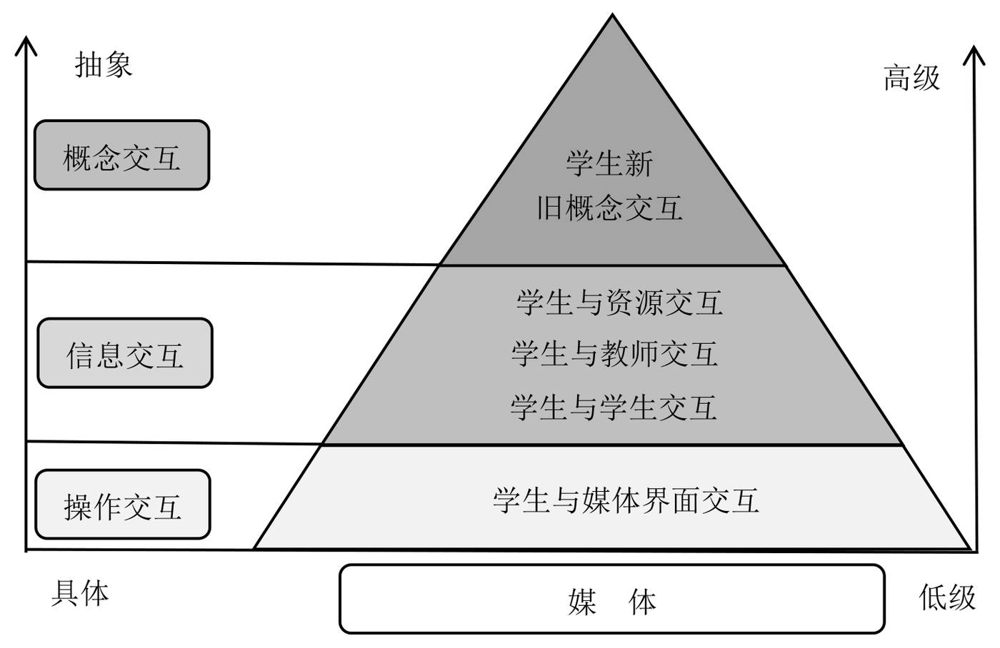 抽象
高级
概念交互
学生新
旧概念交互
学生与资源交互
信息交互
学生与教师交互
学生与学生交互
操作交互
学生与媒体界面交互
具体
媒 体
低级